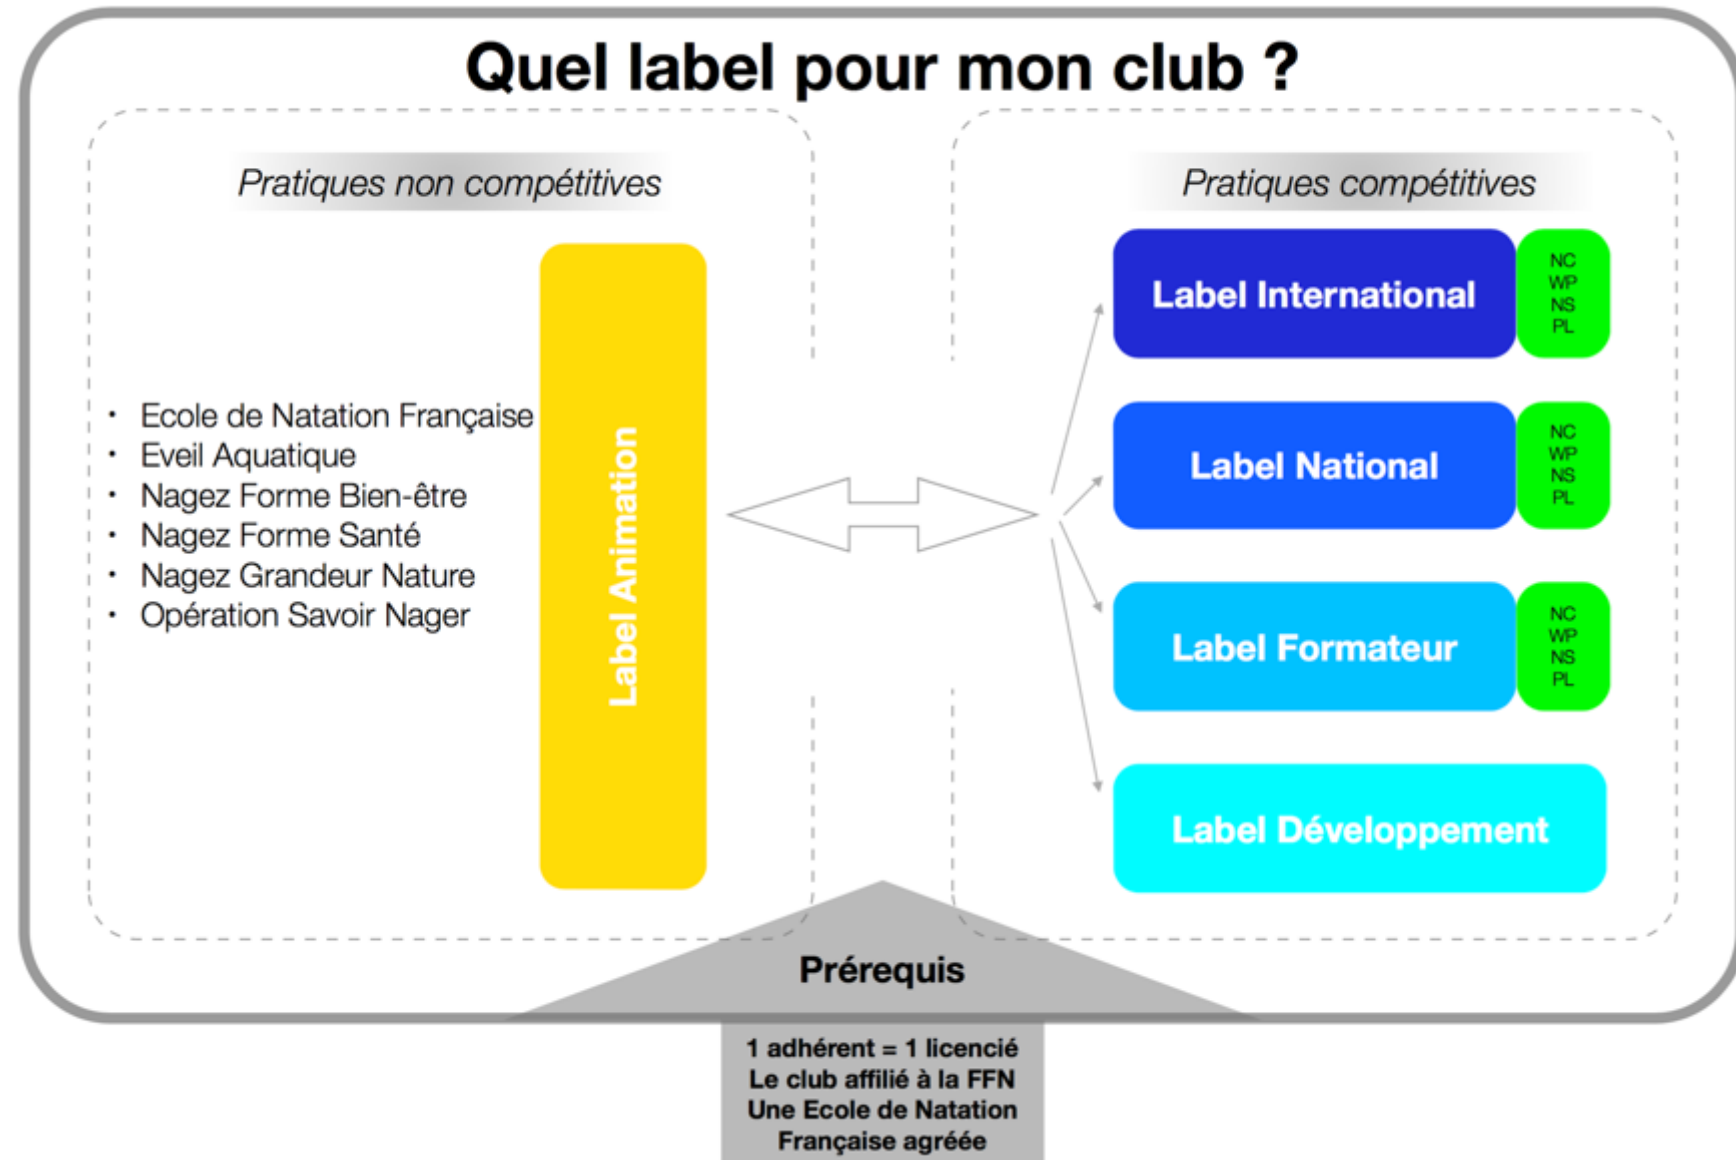 Quel label pour mon club ?
Pratiques non compétitives
• Ecole de Natation Française
• Eveil Aquatique
• Nagez Forme Bien-être
• Nagez Forme Santé
• Nagez Grandeur Nature
• Opération Savoir Nager
Label Animation
Pratiques compétitives
Label International
NC
WP
NS
PL
Label National
NC
WP
NS
PL
Label Formateur
NC
WP
NS
PL
Label Développement
Prérequis
1 adhérent = 1 licencié
Le club affilié à la FFN
Une Ecole de Natation
Française agréée